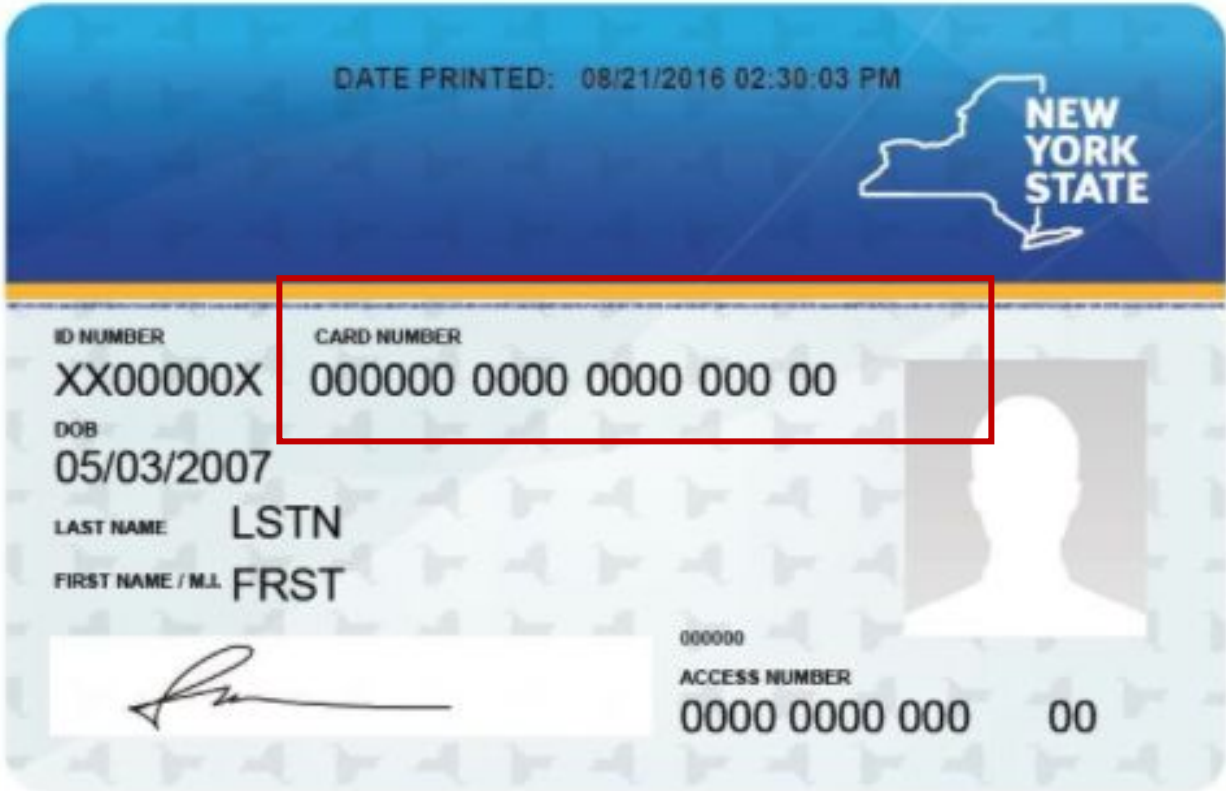 DATE PRINTED: 08/21/2016 02:30:03 PM
NEW
YORK
STATE
ID NUMBER
XX00000X
CARD NUMBER
000000 0000 0000 000 00
DOB
05/03/2007
LAST NAME LSTN
FIRST NAME / M.I. FRST
000000
ACCESS NUMBER
0000 0000 000 00